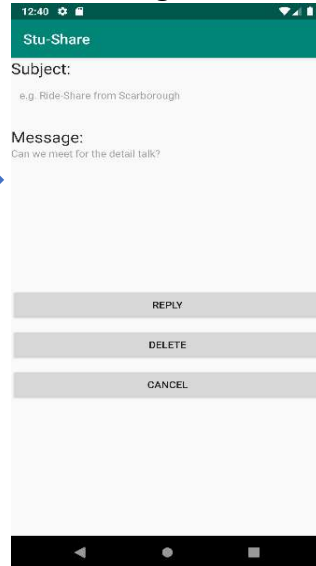 12:40
Stu-Share
Subject:
e.g. Ride-Share from Scarborough
Message:
Can we meet for the detail talk?
REPLY
DELETE
CANCEL